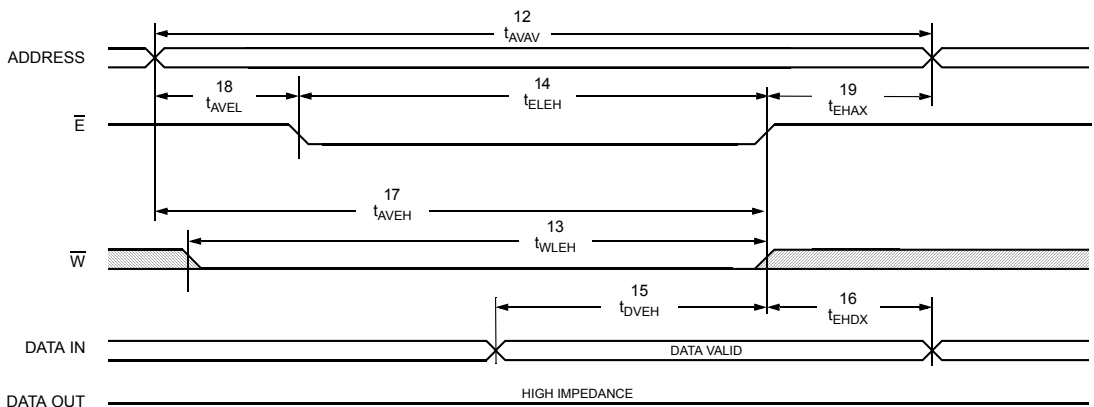 12
tAVAV
ADDRESS
18
tAVEL
14
tELEH
19
tEHAX
E
17
tAVEH
13
tWLEH
W
15
tDVEH
16
tEHDX
DATA IN
DATA VALID
HIGH IMPEDANCE
DATA OUT